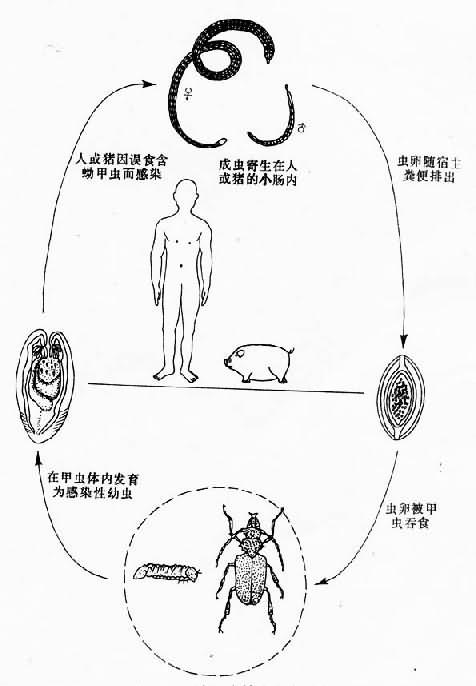 ♀
♂
人或猪因误食含
蚴甲虫而感染
成虫寄生在人
或猪的小肠内
虫卵随宿主
粪便排出
在甲虫体内发育
为感染性幼虫
虫卵被甲
虫吞食